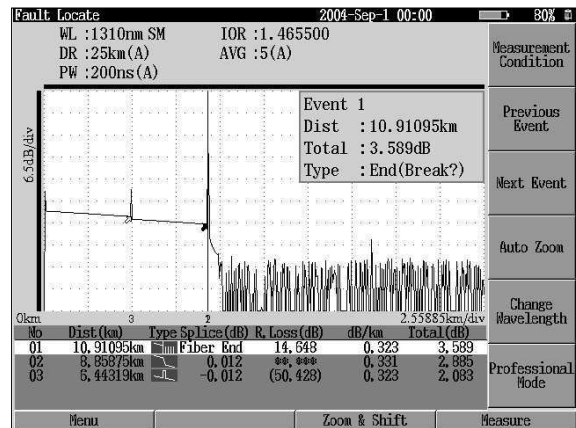 Fault Locate 2004-Sep-1 00:00 80%
WL :1310nm SM IOR :1.465500
DR :25km(A) AVG :5(A)
PW :200ns(A)
Measurement Condition
Previous Event
Next Event
Auto Zoom
Change Wavelength
Professional Mode
Event 1
Dist :10.91095km
Total :3.589dB
Type :End(Break?)
6.5dB/div
0km 3 2 2.55885km/div
No Dist(km) Type Splice(dB) R.Loss(dB) dB/km Total(dB)
01 10.91095km Fiber End 14.648 0.323 3.589
02 8.85875km 0.012 **.*** 0.331 2.885
03 5.44319km -0.012 (50.428) 0.323 2.083
Menu Zoom & Shift Measure